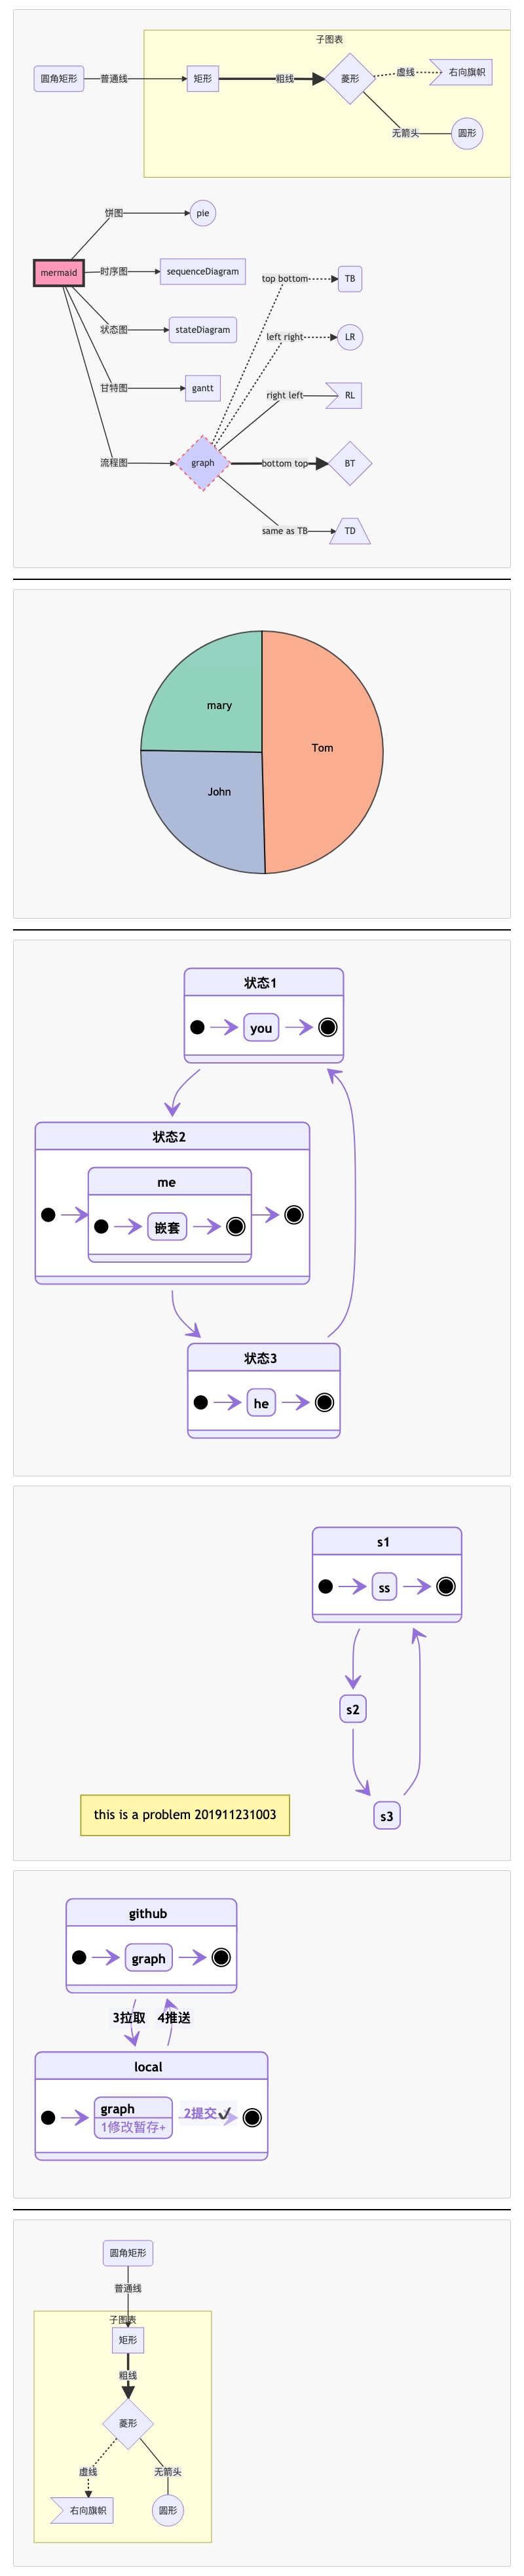 子图表
圆角矩形
普通线
矩形
粗线
菱形
虚线
右向旗帜
无箭头
圆形
饼图
pie
mermaid
时序图
sequenceDiagram
top bottom
TB
状态图
stateDiagram
left right
LR
甘特图
gantt
right left
RL
流程图
graph
bottom top
BT
same as TB
TD
mary
Tom
John
状态1
you
状态2
me
嵌套
状态3
he
s1
ss
s2
this is a problem 201911231003
s3
github
graph
3拉取
4推送
local
graph
2提交✔
1修改暂存+
圆角矩形
普通线
子图表
矩形
粗线
菱形
虚线
无箭头
右向旗帜
圆形